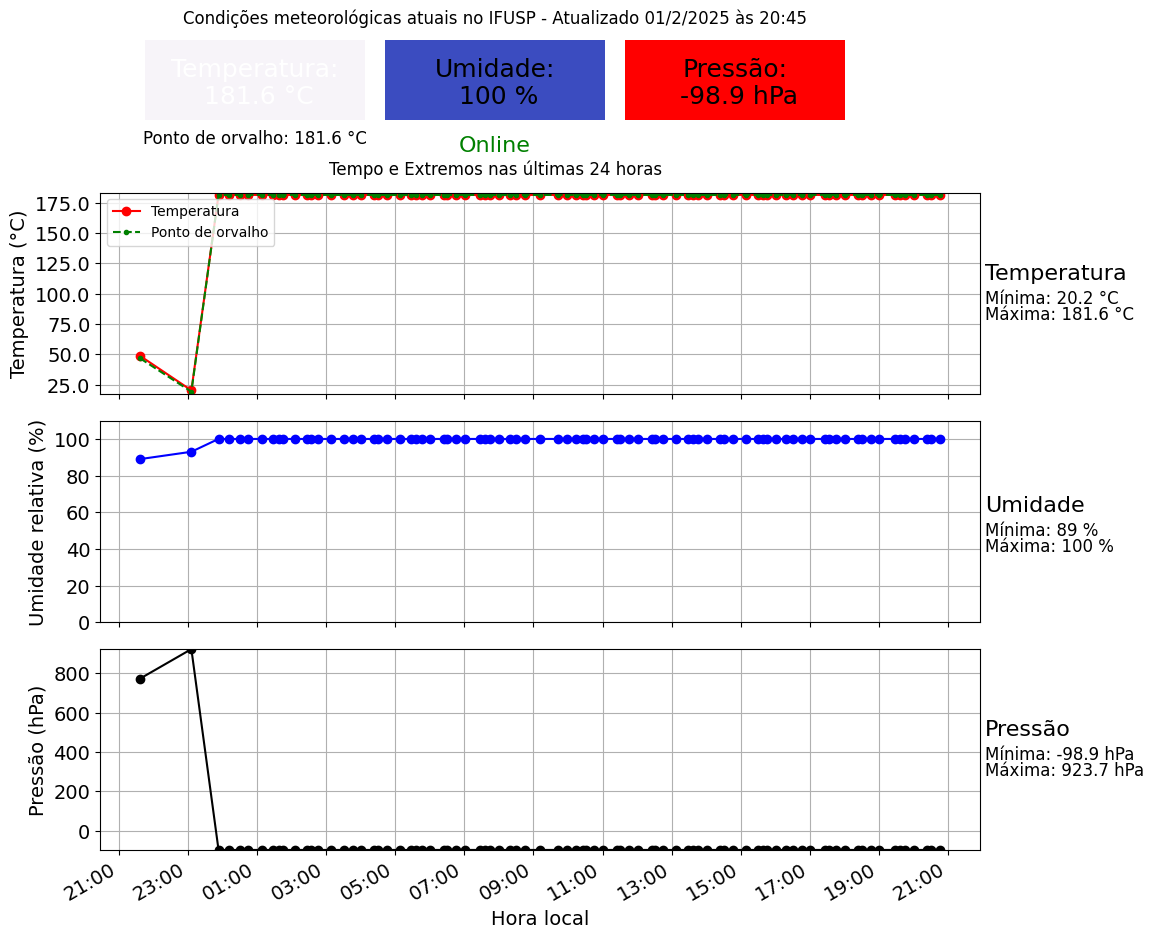 Condições meteorológicas atuais no IFUSP - Atualizado 01/2/2025 às 20:45
Temperatura:
181.6 °C
Umidade:
100 %
Pressão:
-98.9 hPa
Ponto de orvalho: 181.6 °C
Online
Tempo e Extremos nas últimas 24 horas
Temperatura (°C)
175.0
150.0
125.0
100.0
75.0
50.0
25.0
Temperatura
Ponto de orvalho
Temperatura
Mínima: 20.2 °C
Máxima: 181.6 °C
Umidade relativa (%)
100
80
60
40
20
0
Umidade
Mínima: 89 %
Máxima: 100 %
Pressão (hPa)
800
600
400
200
0
Pressão
Mínima: -98.9 hPa
Máxima: 923.7 hPa
21:00 23:00 01:00 03:00 05:00 07:00 09:00 11:00 13:00 15:00 17:00 19:00 21:00
Hora local